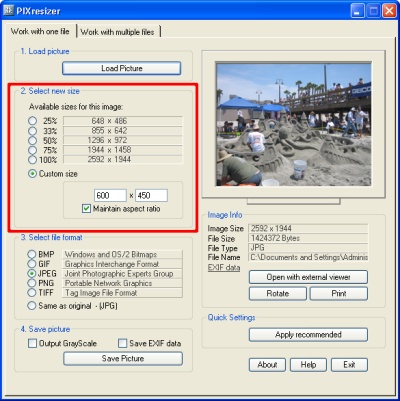 PIXresizer
Work with one file
Work with multiple files
1. Load picture
Load Picture
2. Select new size
Available sizes for this image:
25% 648 x 486
33% 855 x 642
50% 1296 x 972
75% 1944 x 1458
100% 2592 x 1944
Custom size
600 x 450
Maintain aspect ratio
3. Select file format
BMP Windows and OS/2 Bitmaps
GIF Graphics Interchange Format
JPEG Joint Photographic Experts Group
PNG Portable Network Graphics
TIFF Tag Image File Format
Same as original - (JPG)
4. Save picture
Output GrayScale
Save EXIF data
Save Picture
GEICO
Image Info
Image Size 2592 x 1944
File Size 1424372 Bytes
File Type JPG
File Name C:\Documents and Settings\Adminis
EXIF data
Open with external viewer
Rotate
Print
Quick Settings
Apply recommended
About
Help
Exit